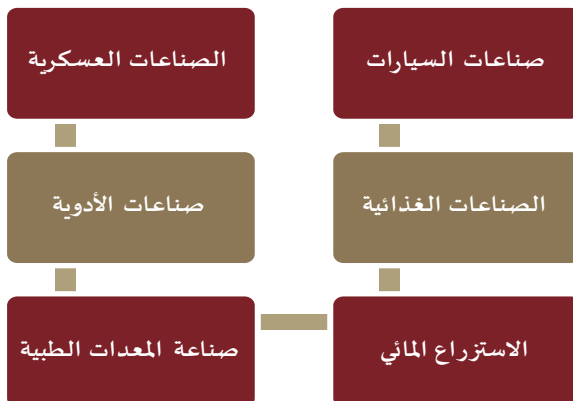 صناعات السيارات
الصناعات الغذائية
الاستزراع المائي
صناعة المعدات الطبية
صناعات الأدوية
الصناعات العسكرية